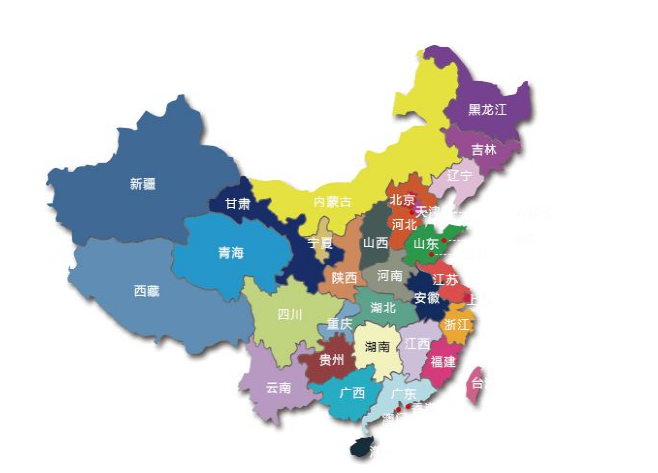 黑龙江
吉林
辽宁
新疆
内蒙古
甘肃
北京
天津
河北
宁夏
山西
山东
青海
陕西
河南
江苏
西藏
安徽
四川
湖北
重庆
浙江
江西
湖南
贵州
福建
云南
广西
广东